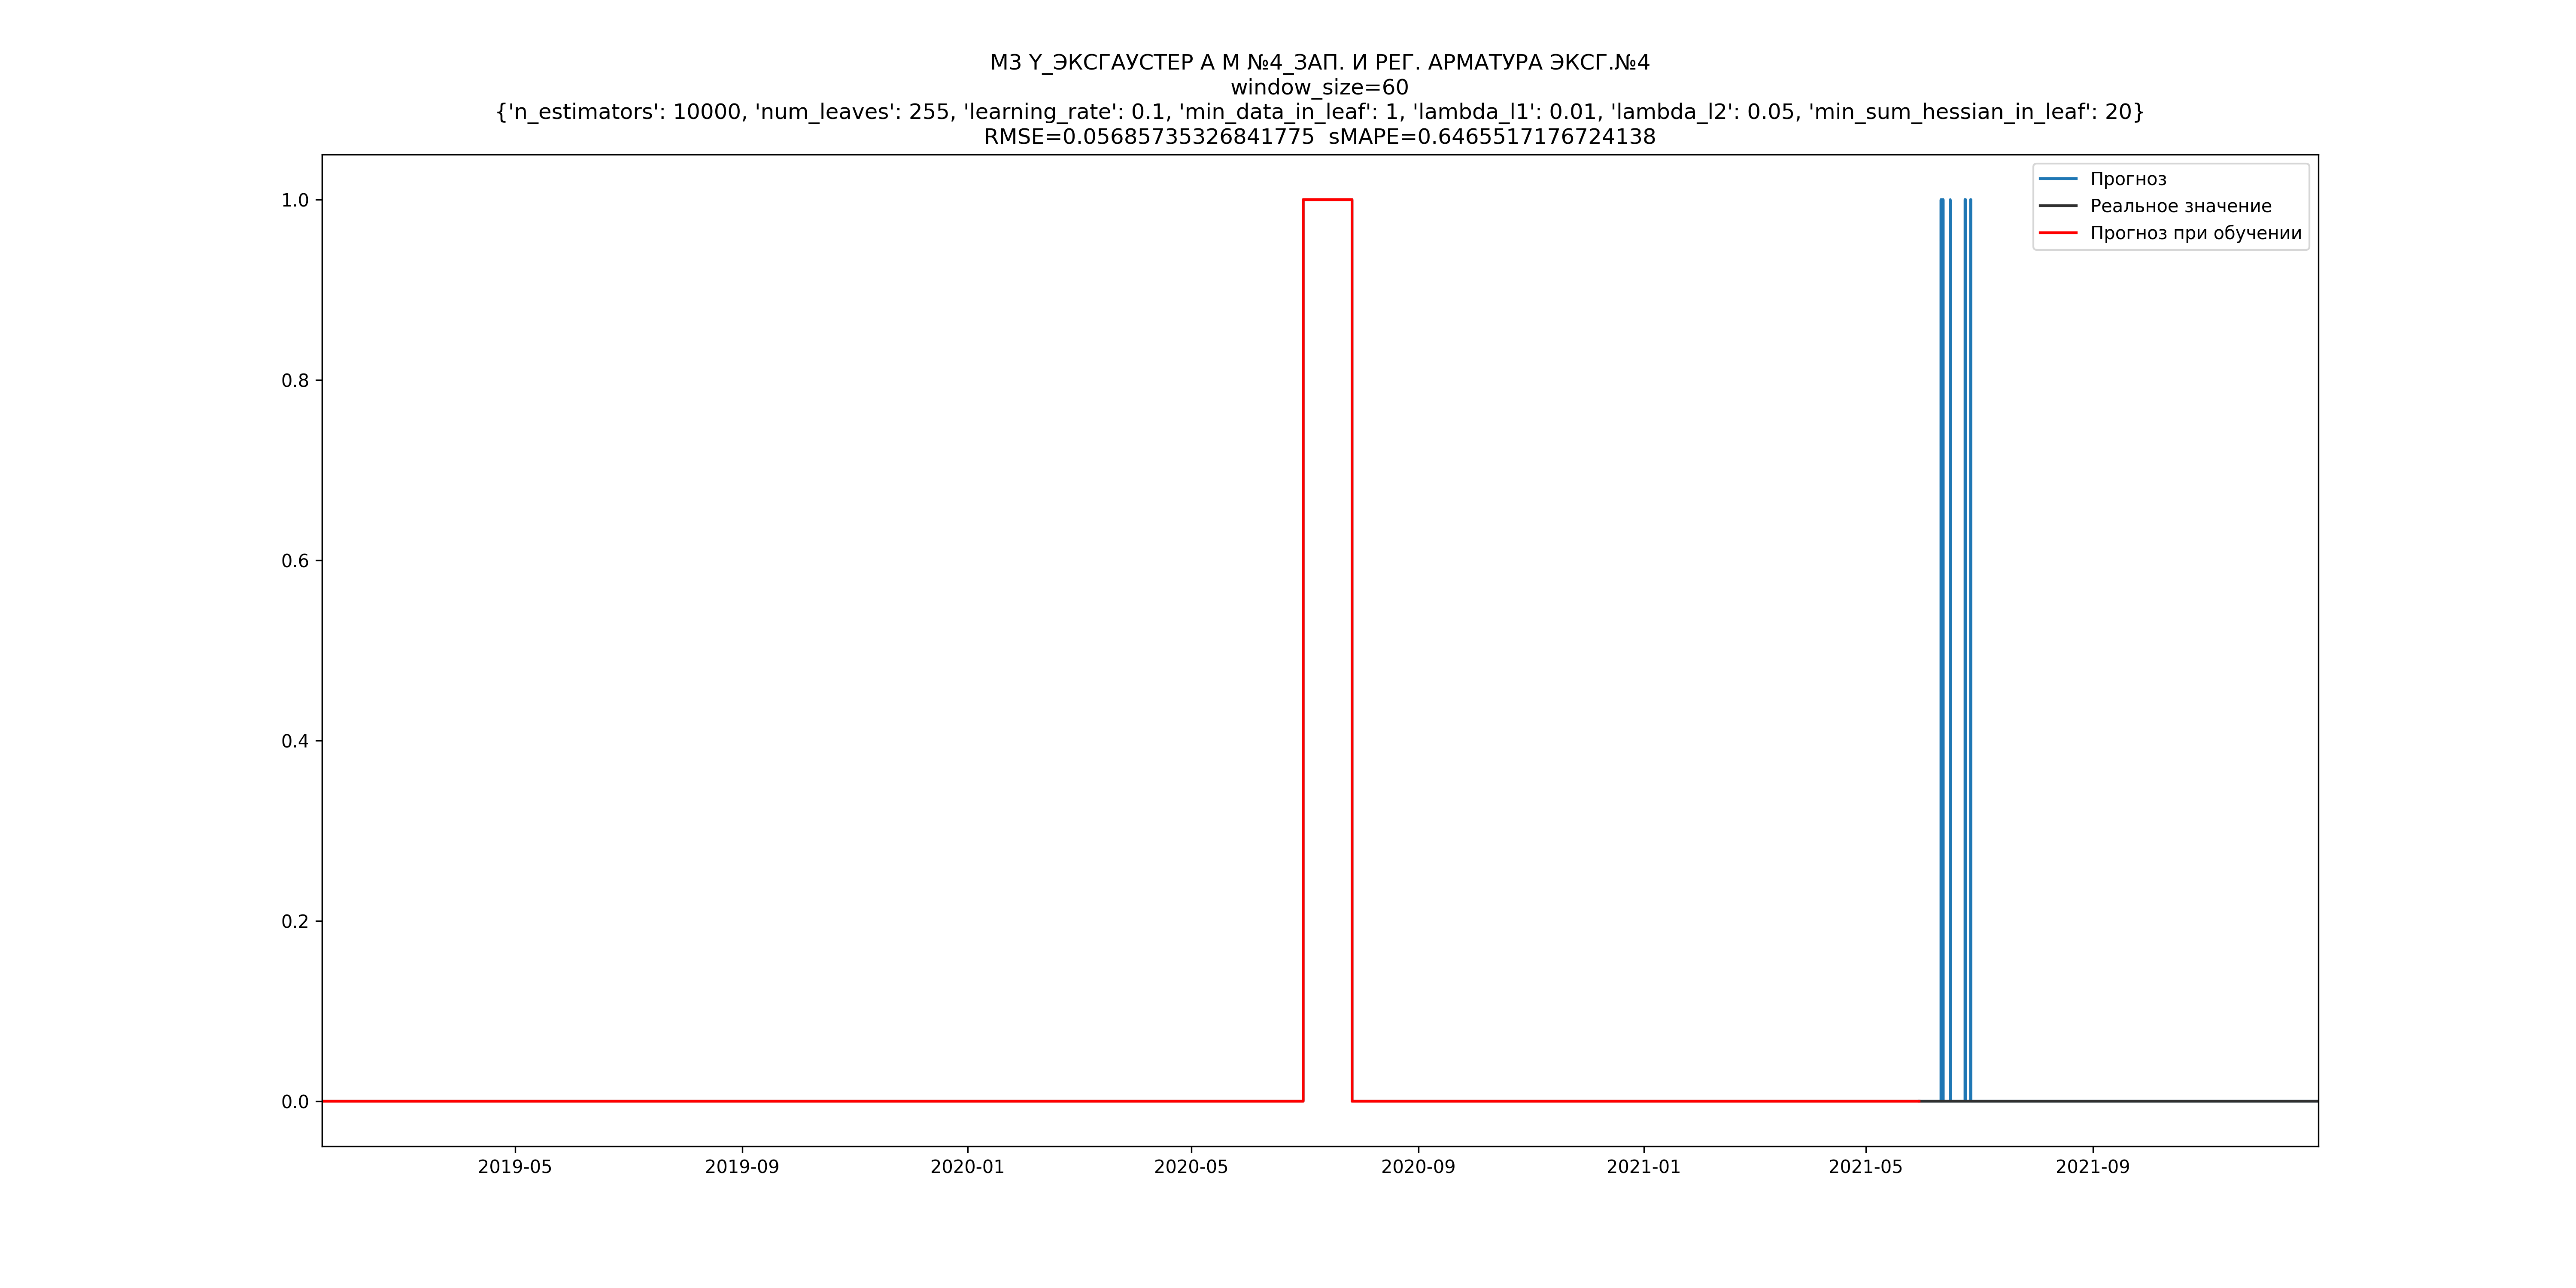 М3 Y_ЭКСГАУСТЕР А М №4_ЗАП. И РЕГ. АРМАТУРА ЭКСГ.№4
window_size=60
{'n_estimators': 10000, 'num_leaves': 255, 'learning_rate': 0.1, 'min_data_in_leaf': 1, 'lambda_l1': 0.01, 'lambda_l2': 0.05, 'min_sum_hessian_in_leaf': 20}
RMSE=0.05685735326841775  sMAPE=0.6465517176724138
Прогноз
Реальное значение
Прогноз при обучении
1.0
0.8
0.6
0.4
0.2
0.0
2019-05
2019-09
2020-01
2020-05
2020-09
2021-01
2021-05
2021-09